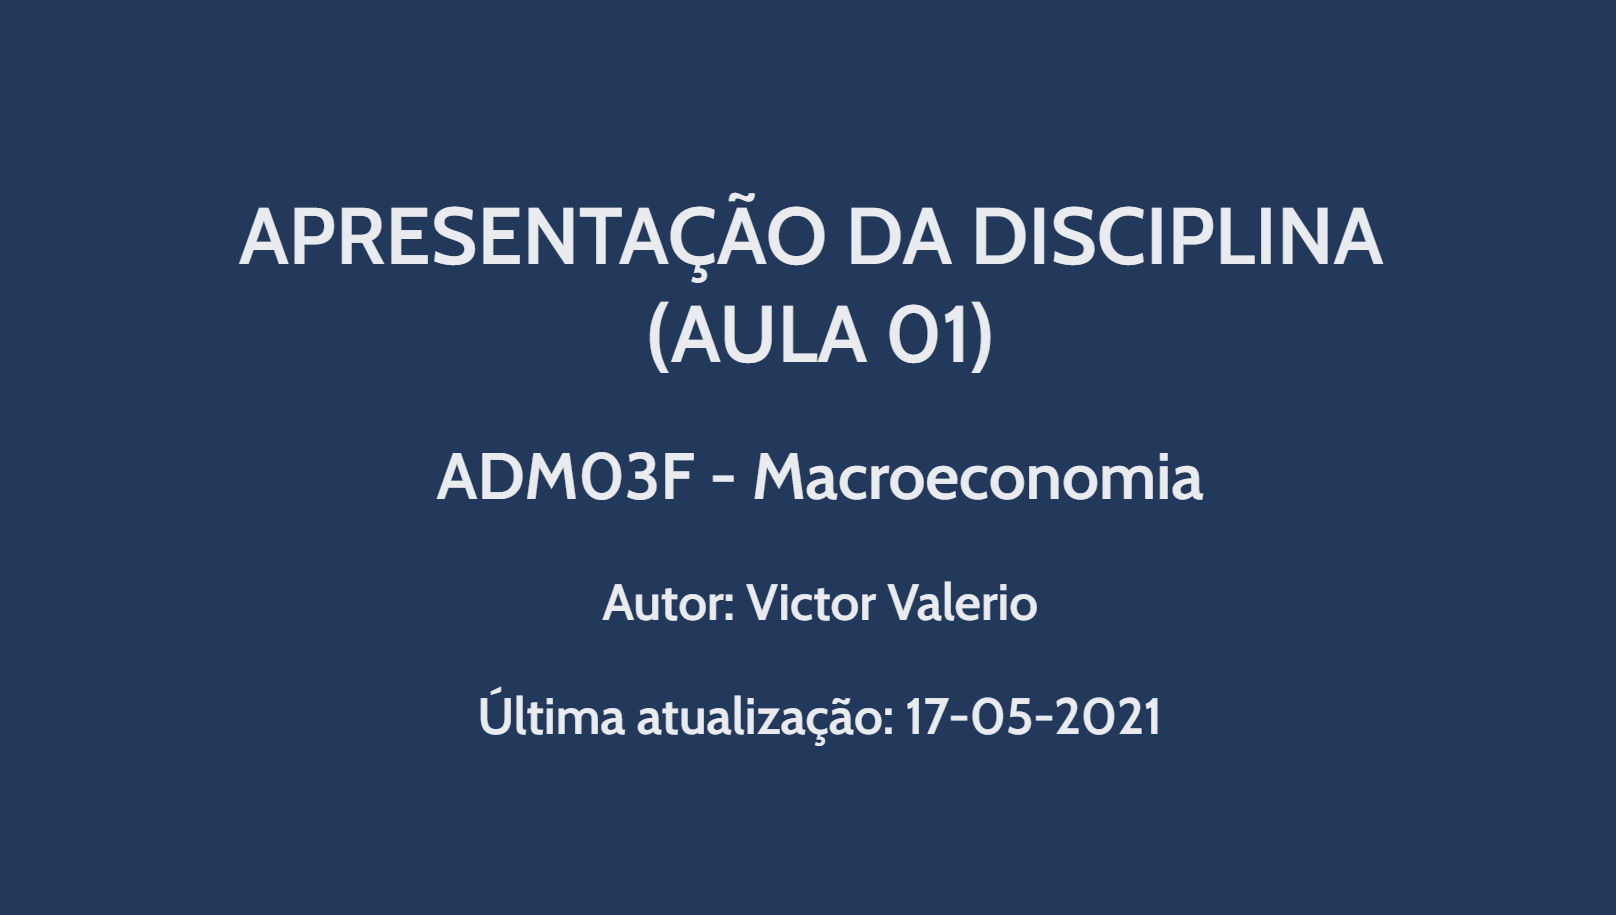 APRESENTAÇÃO DA DISCIPLINA
(AULA 01)
ADM03F - Macroeconomia
Autor: Victor Valerio
Última atualização: 17-05-2021